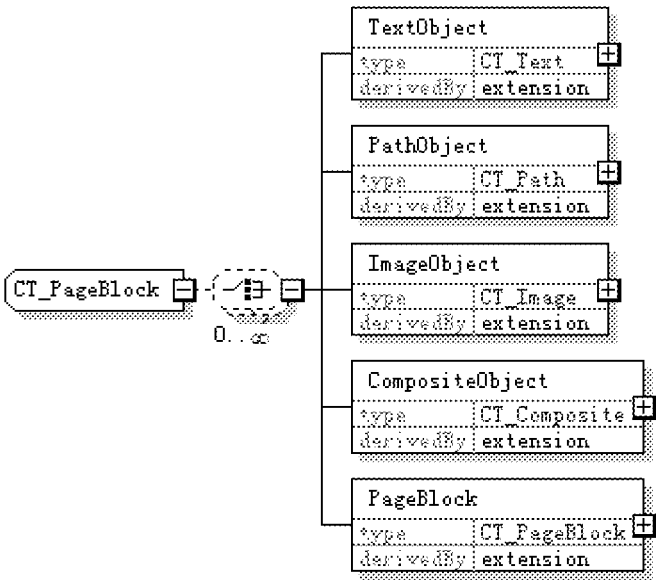 TextObject
type CT_Text
derivedBy extension
PathObject
type CT_Path
derivedBy extension
ImageObject
type CT_Image
derivedBy extension
CT_PageBlock
0..∞
CompositeObject
type CT_Composite
derivedBy extension
PageBlock
type CT_PageBlock
derivedBy extension